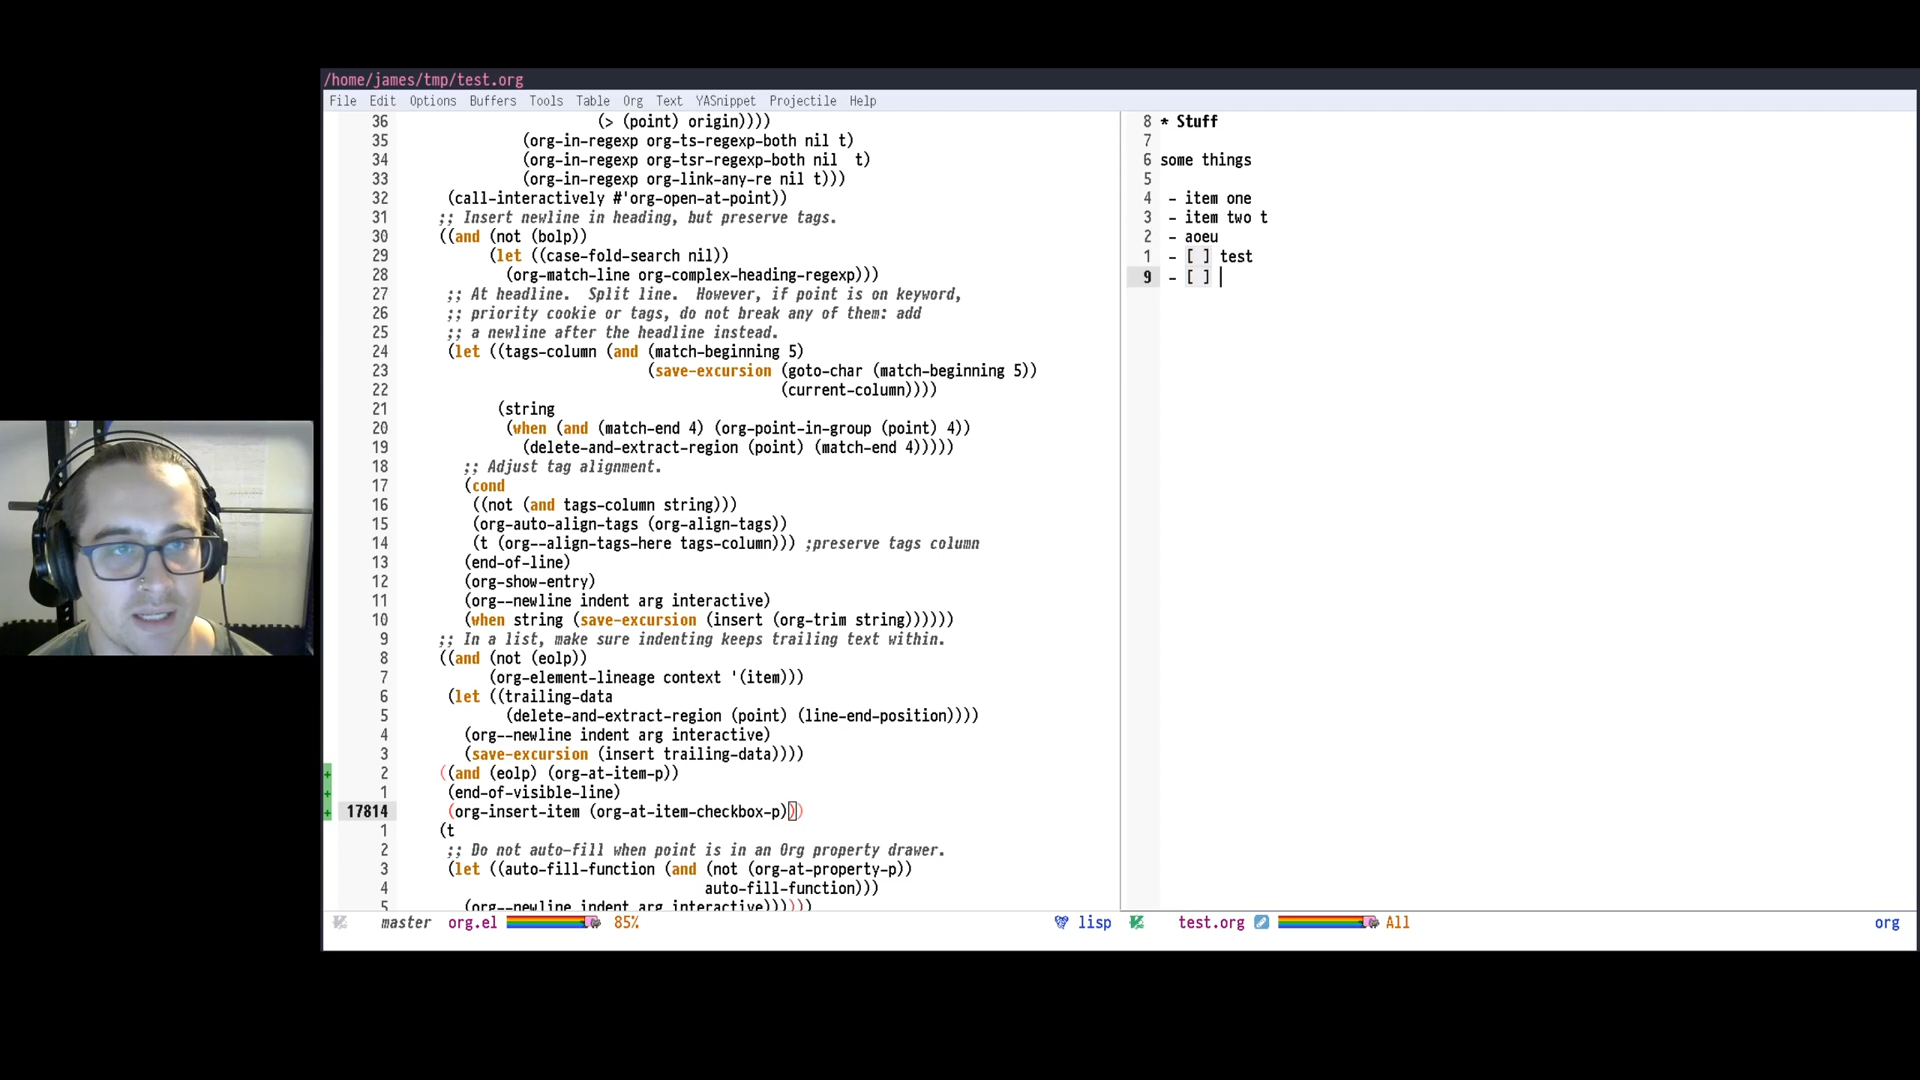 /home/james/tmp/test.org
File Edit Options Buffers Tools Table Org Text YASnippet Projectile Help
36 (> (point) origin))))
35 (org-in-regexp org-ts-regexp-both nil t)
34 (org-in-regexp org-tsr-regexp-both nil  t)
33 (org-in-regexp org-link-any-re nil t)))
32 (call-interactively #'org-open-at-point))
31 ;; Insert newline in heading, but preserve tags.
30 ((and (not (bolp))
29 (let ((case-fold-search nil))
28 (org-match-line org-complex-heading-regexp)))
27 ;; At headline.  Split line.  However, if point is on keyword,
26 ;; priority cookie or tags, do not break any of them: add
25 ;; a newline after the headline instead.
24 (let ((tags-column (and (match-beginning 5)
23 (save-excursion (goto-char (match-beginning 5))
22 (current-column))))
21 (string
20 (when (and (match-end 4) (org-point-in-group (point) 4))
19 (delete-and-extract-region (point) (match-end 4)))))
18 ;; Adjust tag alignment.
17 (cond
16 ((not (and tags-column string)))
15 (org-auto-align-tags (org-align-tags))
14 (t (org--align-tags-here tags-column))) ;preserve tags column
13 (end-of-line)
12 (org-show-entry)
11 (org--newline indent arg interactive)
10 (when string (save-excursion (insert (org-trim string))))))
9 ;; In a list, make sure indenting keeps trailing text within.
8 ((and (not (eolp))
7 (org-element-lineage context '(item)))
6 (let ((trailing-data
5 (delete-and-extract-region (point) (line-end-position))))
4 (org--newline indent arg interactive)
3 (save-excursion (insert trailing-data))))
+ 2 ((and (eolp) (org-at-item-p))
+ 1 (end-of-visible-line)
+ 17814 (org-insert-item (org-at-item-checkbox-p)))
1 (t
2 ;; Do not auto-fill when point is in an Org property drawer.
3 (let ((auto-fill-function (and (not (org-at-property-p))
4 auto-fill-function)))
5 (org--newline indent arg interactive))))))
master org.el 85% lisp
8 * Stuff
7
6 some things
5
4 - item one
3 - item two t
2 - aoeu
1 - [ ] test
9 - [ ]
test.org All org